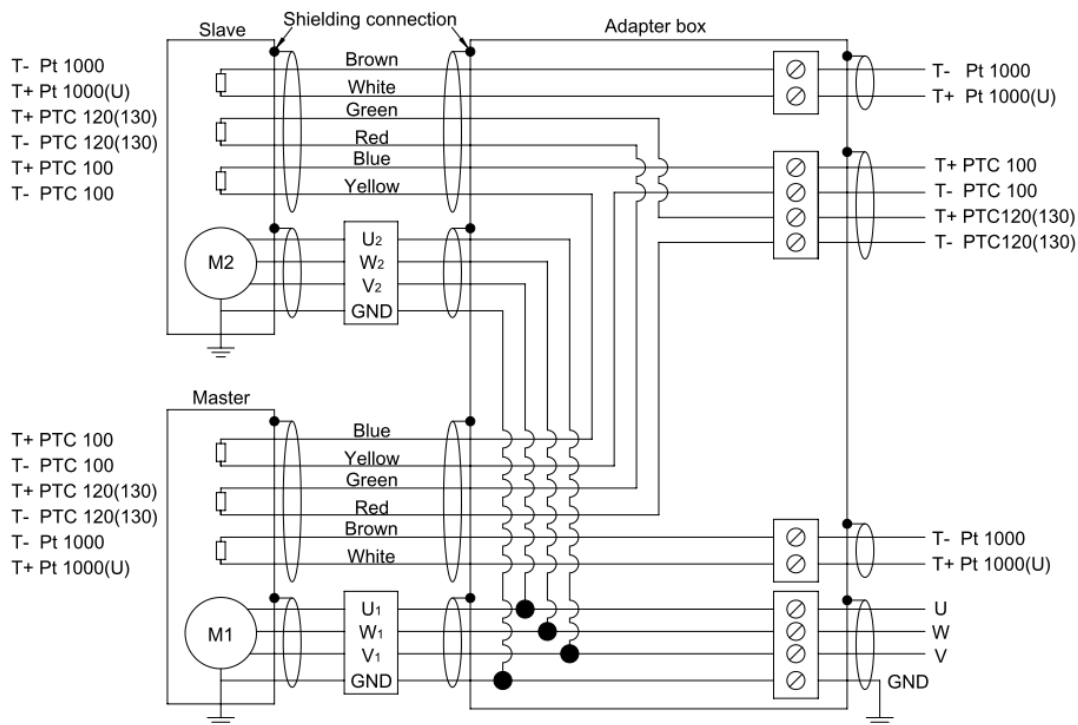 Shielding connection
Slave
Adapter box
T- Pt 1000
T+ Pt 1000(U)
T+ PTC 120(130)
T- PTC 120(130)
T+ PTC 100
T- PTC 100
Brown
White
Green
Red
Blue
Yellow
T- Pt 1000
T+ Pt 1000(U)
T+ PTC 100
T- PTC 100
T+ PTC120(130)
T- PTC120(130)
M2
U2
W2
V2
GND
Master
T+ PTC 100
T- PTC 100
T+ PTC 120(130)
T- PTC 120(130)
T- Pt 1000
T+ Pt 1000(U)
Blue
Yellow
Green
Red
Brown
White
T- Pt 1000
T+ Pt 1000(U)
M1
U1
W1
V1
GND
U
W
V
GND